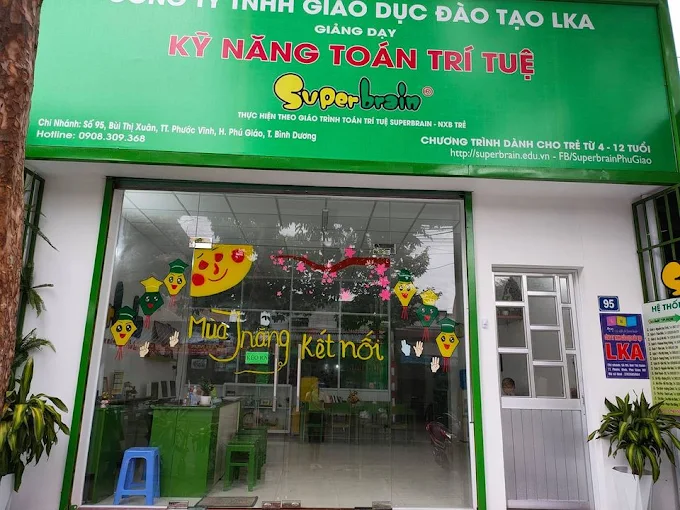 CÔNG TY TNHH GIÁO DỤC ĐÀO TẠO LKA
GIẢNG DẠY
KỸ NĂNG TOÁN TRÍ TUỆ
Superbrain ®
THỰC HIỆN THEO GIÁO TRÌNH TOÁN TRÍ TUỆ SUPERBRAIN - NXB TRẺ
Chi Nhánh: Số 95, Bùi Thị Xuân, TT. Phước Vĩnh, H. Phú Giáo, T. Bình Dương
Hotline: 0908.309.368
CHƯƠNG TRÌNH DÀNH CHO TRẺ TỪ 4 - 12 TUỔI
http://superbrain.edu.vn - FB/SuperbrainPhuGiao
Mùa Trăng Kết nối
95
LKA
HỆ THỐN